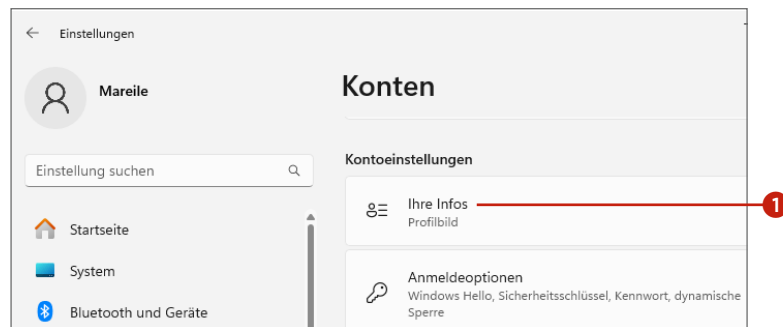 Einstellungen
Mareile
Einstellung suchen
Startseite
System
Bluetooth und Geräte
Konten
Kontoeinstellungen
Ihre Infos
Profilbild
1
Anmeldeoptionen
Windows Hello, Sicherheitsschlüssel, Kennwort, dynamische
Sperre